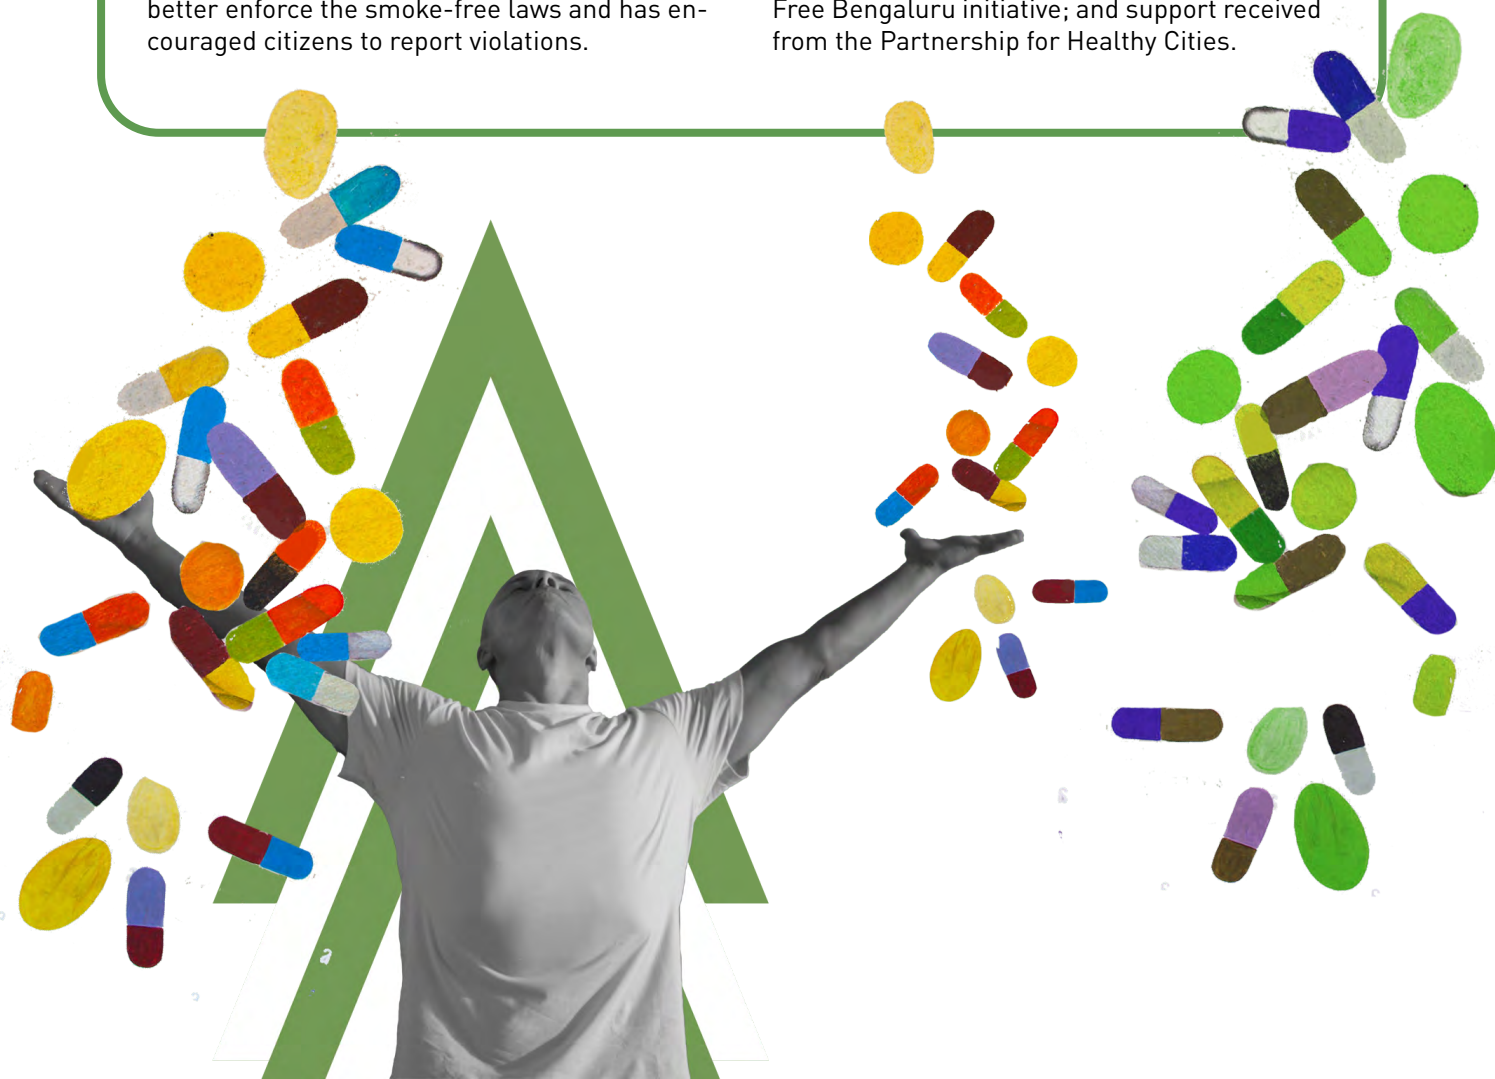 better enforce the smoke-free laws and has en-
couraged citizens to report violations.
Free Bengaluru initiative; and support received
from the Partnership for Healthy Cities.